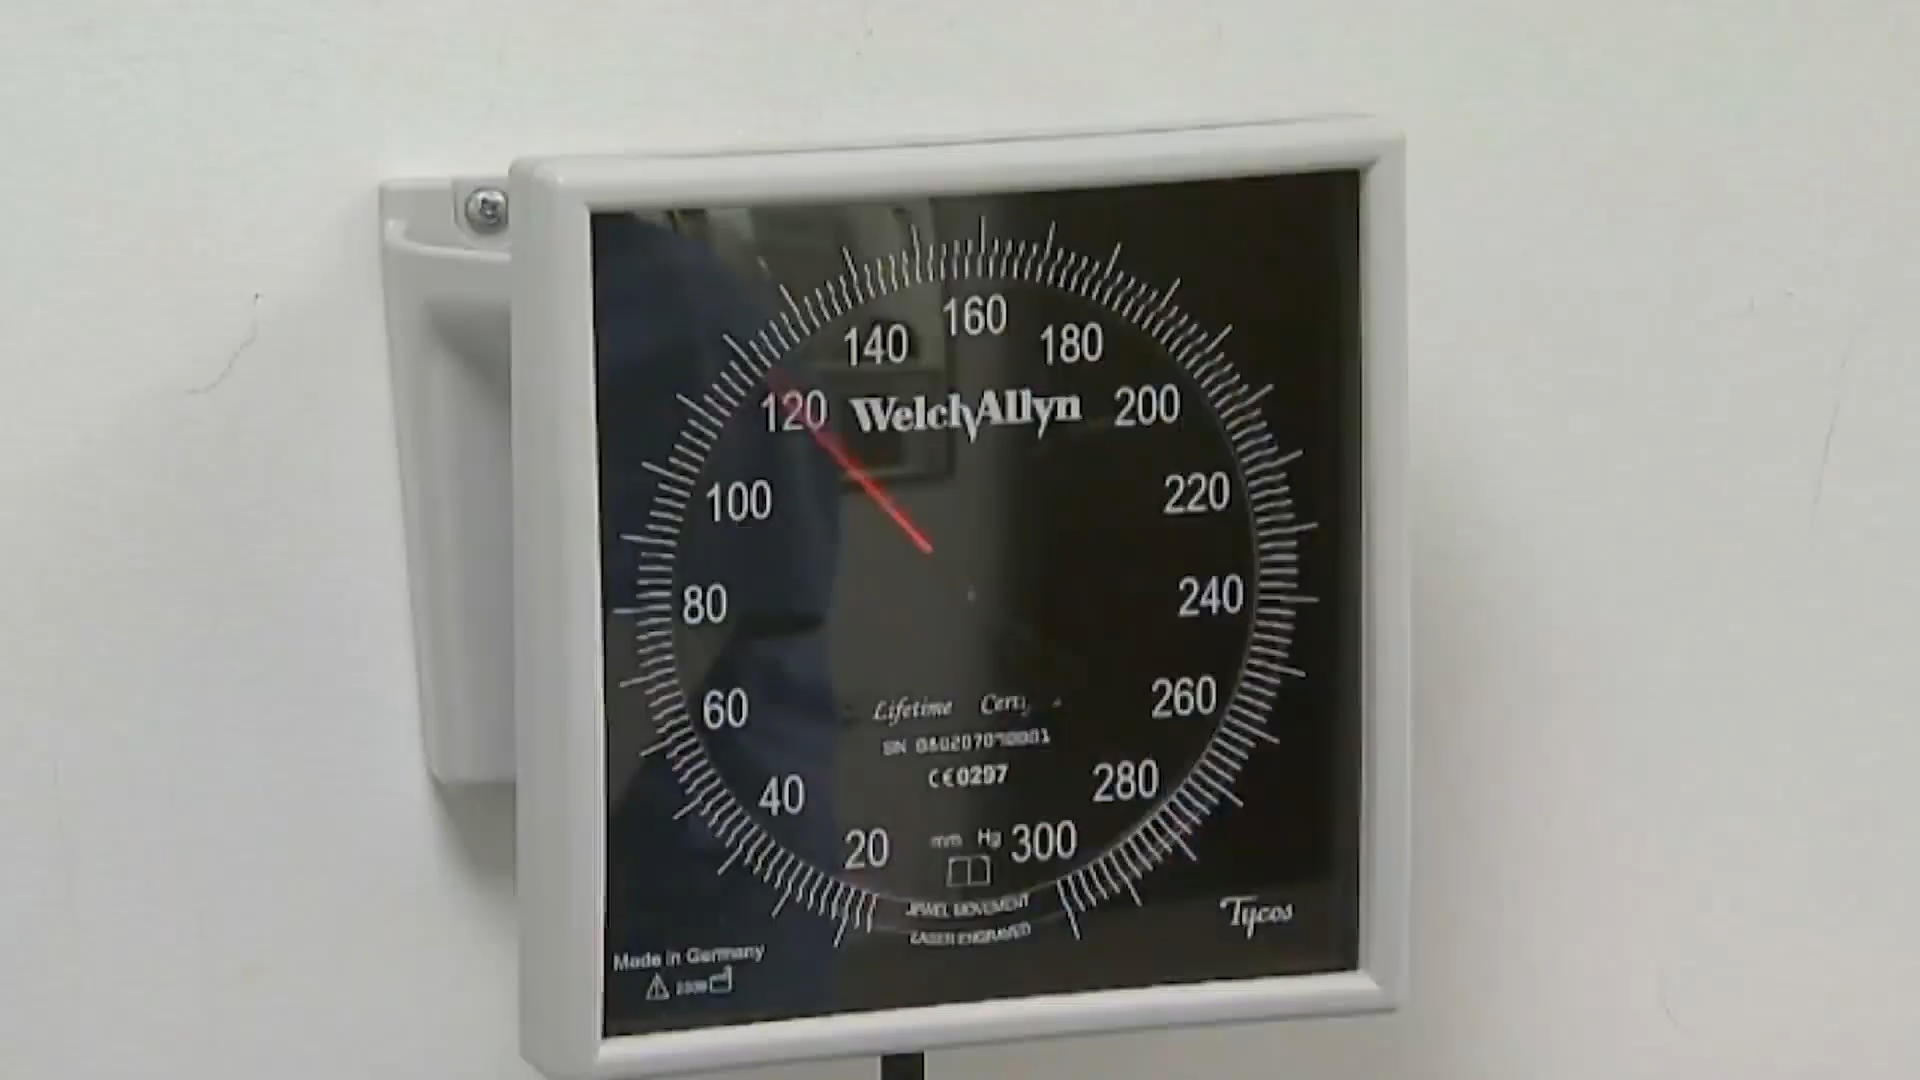 160
140 180
120 WelchAllyn 200
100 220
80 240
60 260
Lifetime
SN
CE0297
40 280
20 mm Hg 300
JEWEL MOVEMENT
LASER ENGRAVED
Tycos
Made in Germany